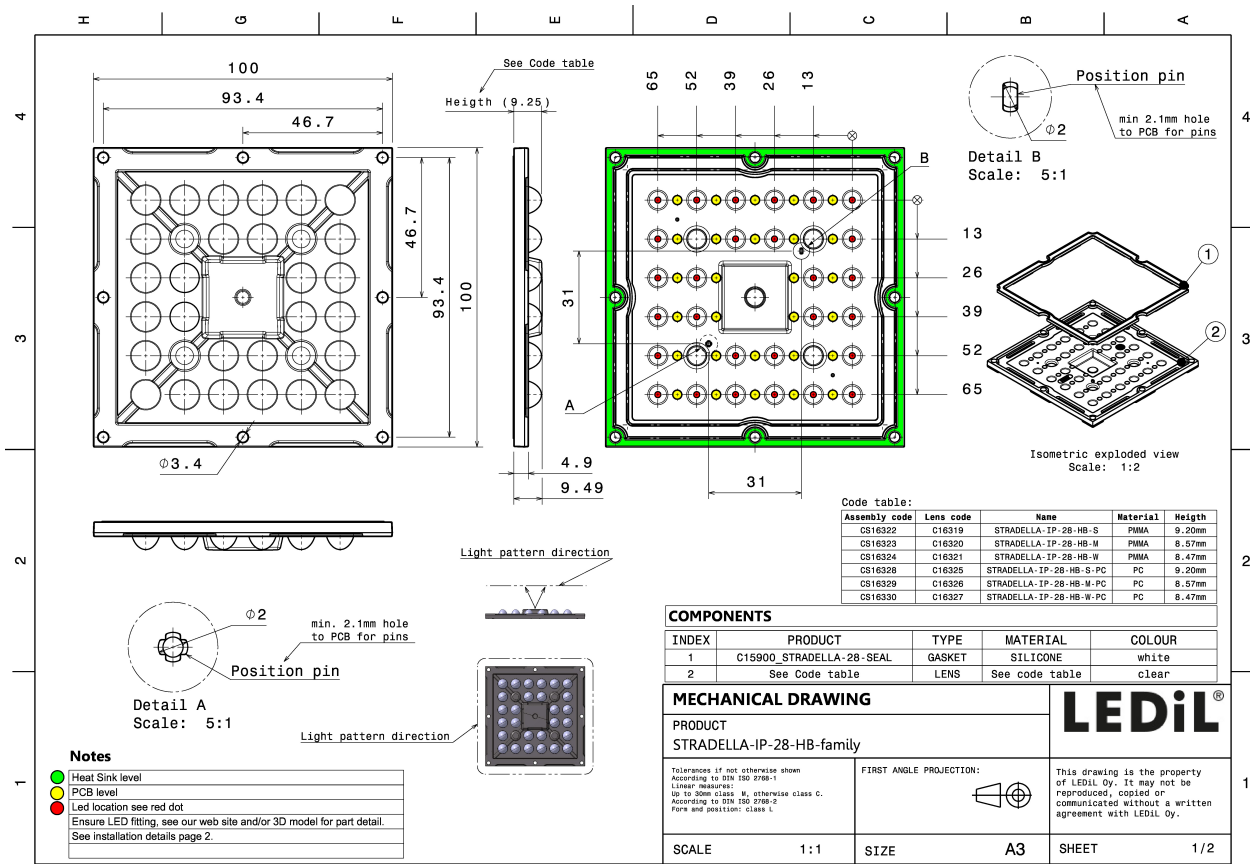 H G F E D C B A
4
3
2
1
4
3
2
1
100
93.4
46.7
46.7
93.4
100
Ø3.4
See Code table
Heigth (9.25)
4.9
9.49
65 52 39 26 13
B
31
A
31
13
26
39
52
65
Position pin
min 2.1mm hole
to PCB for pins
Ø2
Detail B
Scale: 5:1
1
2
Isometric exploded view
Scale: 1:2
Ø2
min. 2.1mm hole
to PCB for pins
Position pin
Detail A
Scale: 5:1
Light pattern direction
Light pattern direction
Code table:
Assembly code Lens code Name Material Heigth
CS16322 C16319 STRADELLA-IP-28-HB-S PMMA 9.20mm
CS16323 C16320 STRADELLA-IP-28-HB-M PMMA 8.57mm
CS16324 C16321 STRADELLA-IP-28-HB-W PMMA 8.47mm
CS16328 C16325 STRADELLA-IP-28-HB-S-PC PC 9.20mm
CS16329 C16326 STRADELLA-IP-28-HB-M-PC PC 8.57mm
CS16330 C16327 STRADELLA-IP-28-HB-W-PC PC 8.47mm
COMPONENTS
INDEX PRODUCT TYPE MATERIAL COLOUR
1 C15900_STRADELLA-28-SEAL GASKET SILICONE white
2 See Code table LENS See code table clear
Notes
Heat Sink level
PCB level
Led location see red dot
Ensure LED fitting, see our web site and/or 3D model for part detail.
See installation details page 2.
MECHANICAL DRAWING
PRODUCT
STRADELLA-IP-28-HB-family
LEDiL®
Tolerances if not otherwise shown
According to DIN ISO 2768-1
Linear measures:
Up to 30mm class M, otherwise class C.
According to DIN ISO 2768-2
Form and position: class L
FIRST ANGLE PROJECTION:
This drawing is the property
of LEDiL Oy. It may not be
reproduced, copied or
communicated without a written
agreement with LEDiL Oy.
SCALE 1:1
SIZE A3
SHEET 1/2